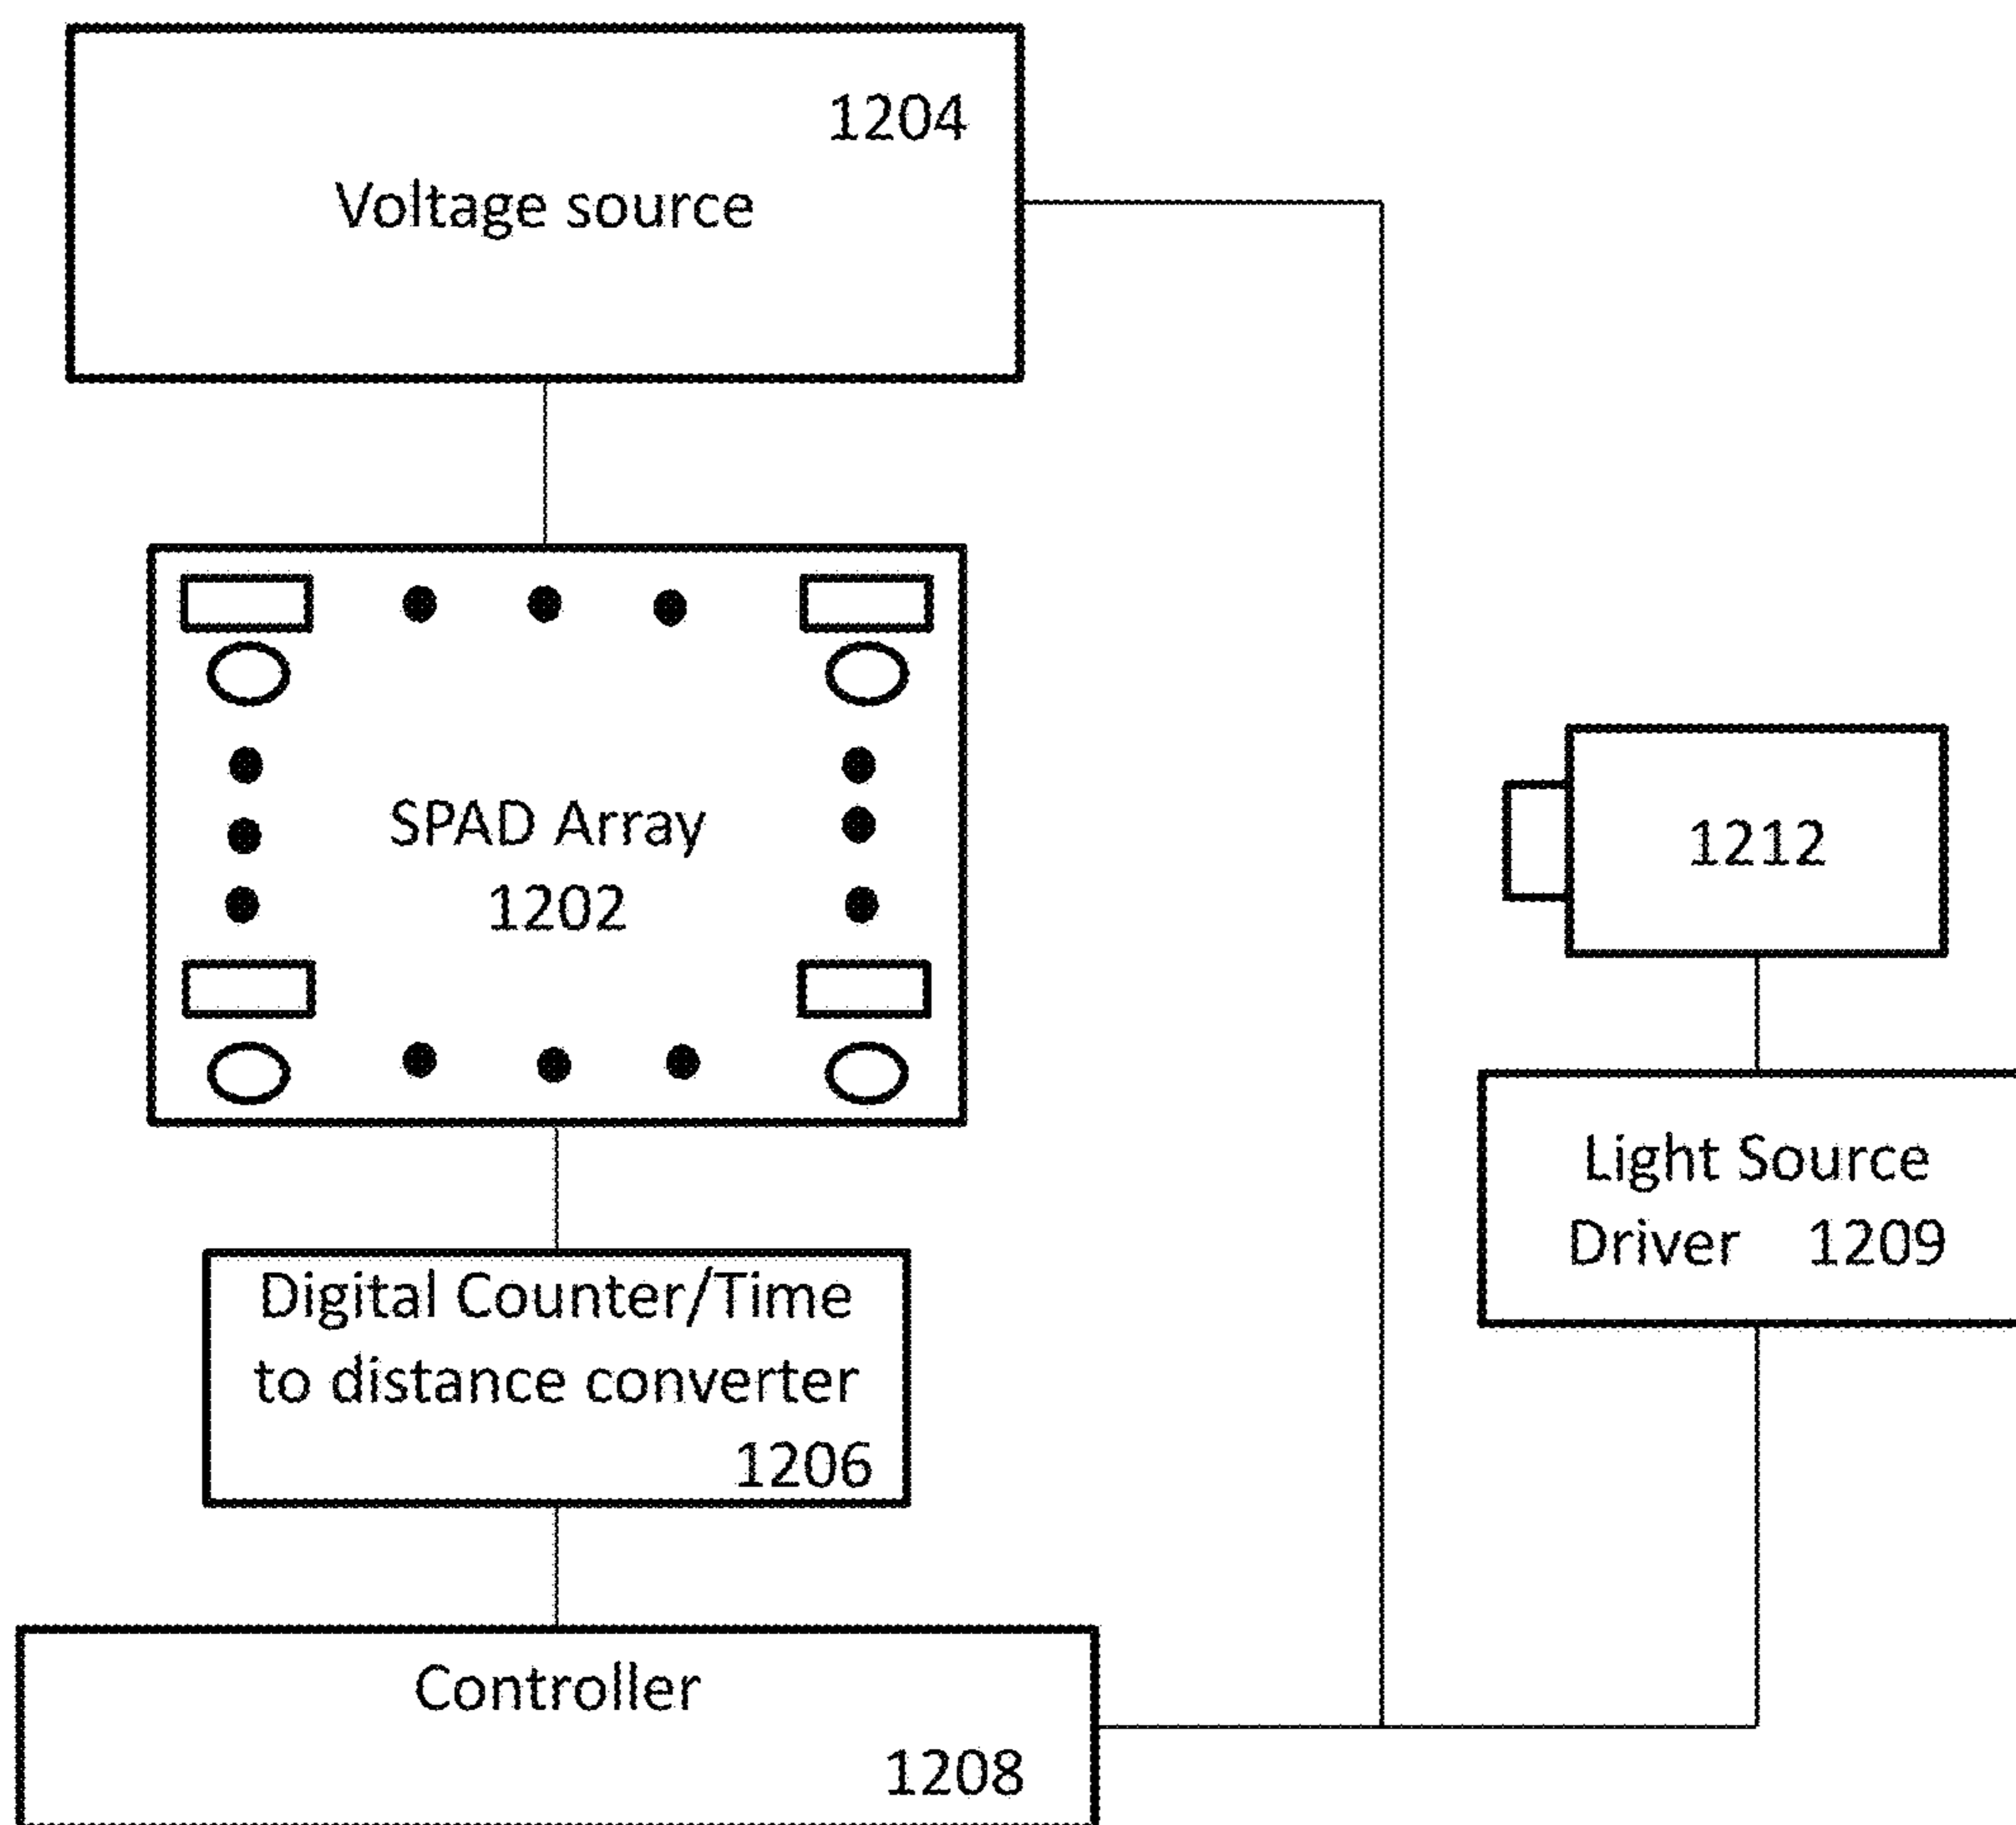 1204
Voltage source
SPAD Array
1202
1212
Light Source
Driver 1209
Digital Counter/Time
to distance converter
1206
Controller
1208